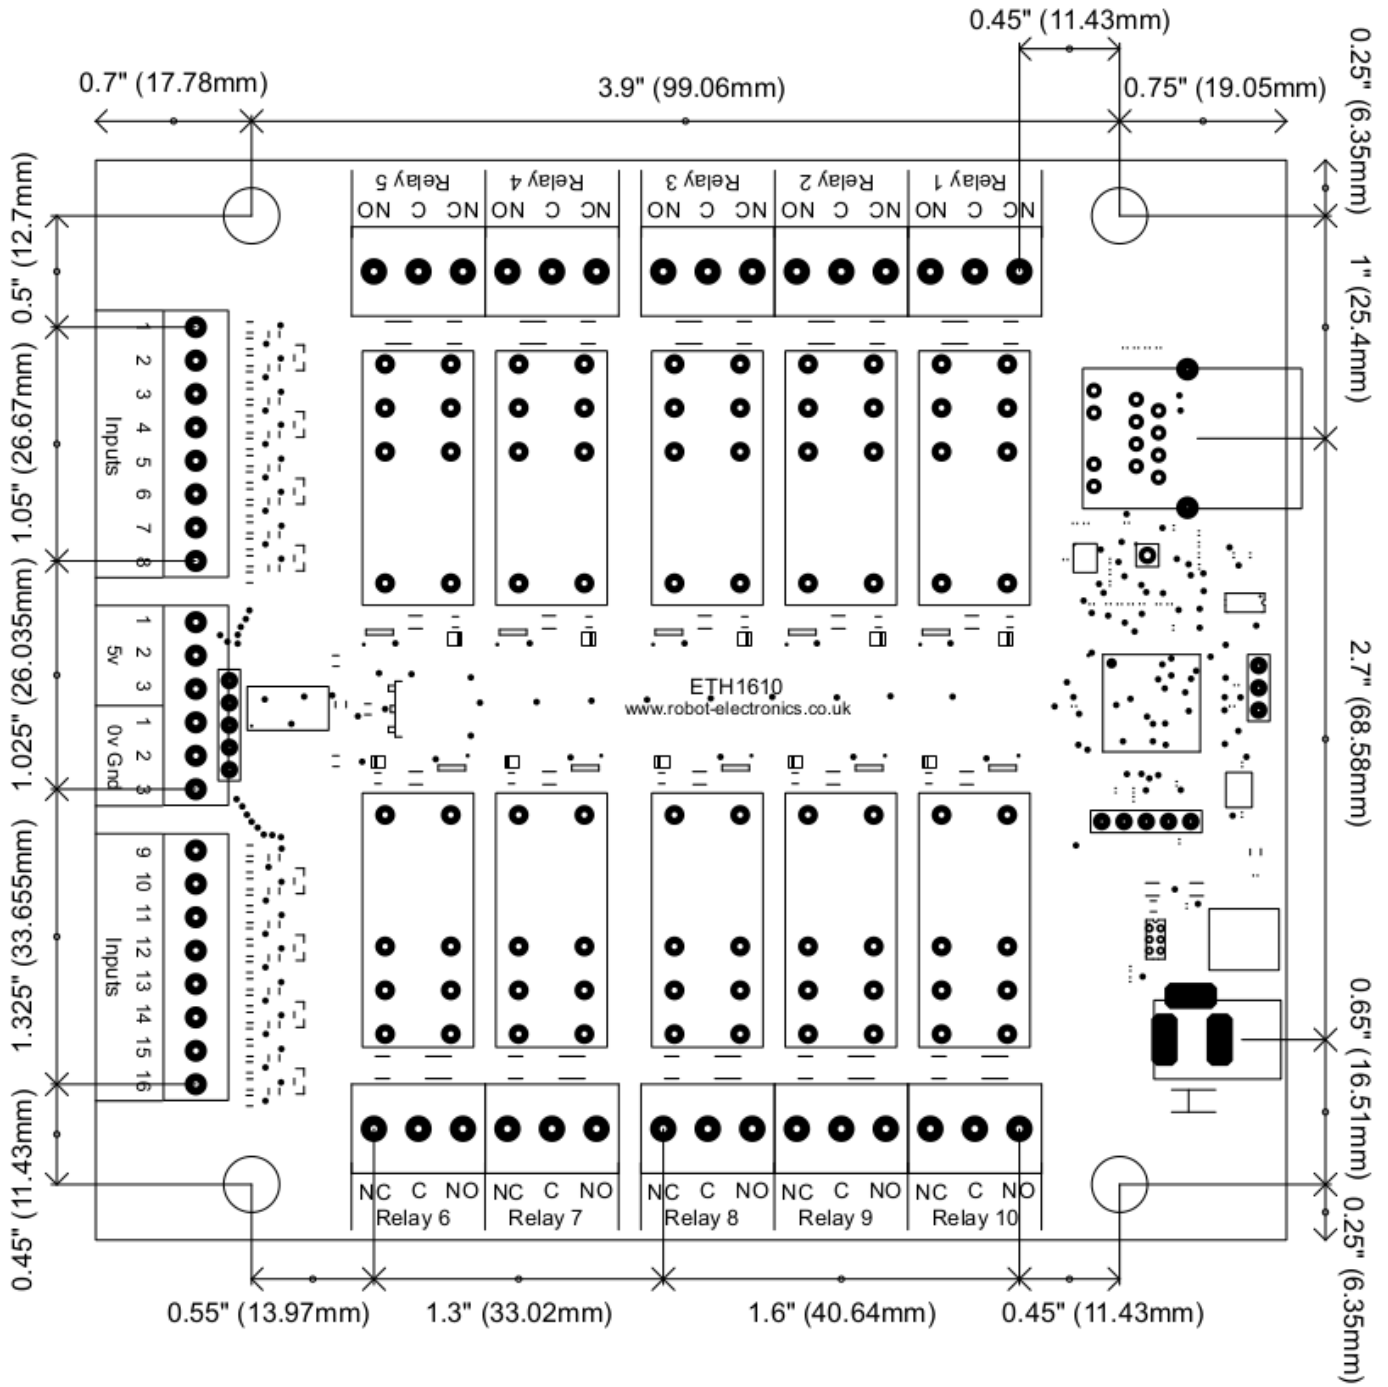 0.45" (11.43mm)
0.7" (17.78mm)
3.9" (99.06mm)
0.75" (19.05mm)
0.25" (6.35mm)
1" (25.4mm)
2.7" (68.58mm)
0.65" (16.51mm)
0.25" (6.35mm)
0.5" (12.7mm)
1.05" (26.67mm)
1.025" (26.035mm)
1.325" (33.655mm)
0.45" (11.43mm)
Relay 5
NO C NC
Relay 4
NO C NC
Relay 3
NO C NC
Relay 2
NO C NC
Relay 1
NO C NC
Inputs
1
2
3
4
5
6
7
8
5v
1
2
3
0v Gnd
1
2
3
Inputs
9
10
11
12
13
14
15
16
ETH1610
www.robot-electronics.co.uk
NC C NO
Relay 6
NC C NO
Relay 7
NC C NO
Relay 8
NC C NO
Relay 9
NC C NO
Relay 10
0.55" (13.97mm)
1.3" (33.02mm)
1.6" (40.64mm)
0.45" (11.43mm)